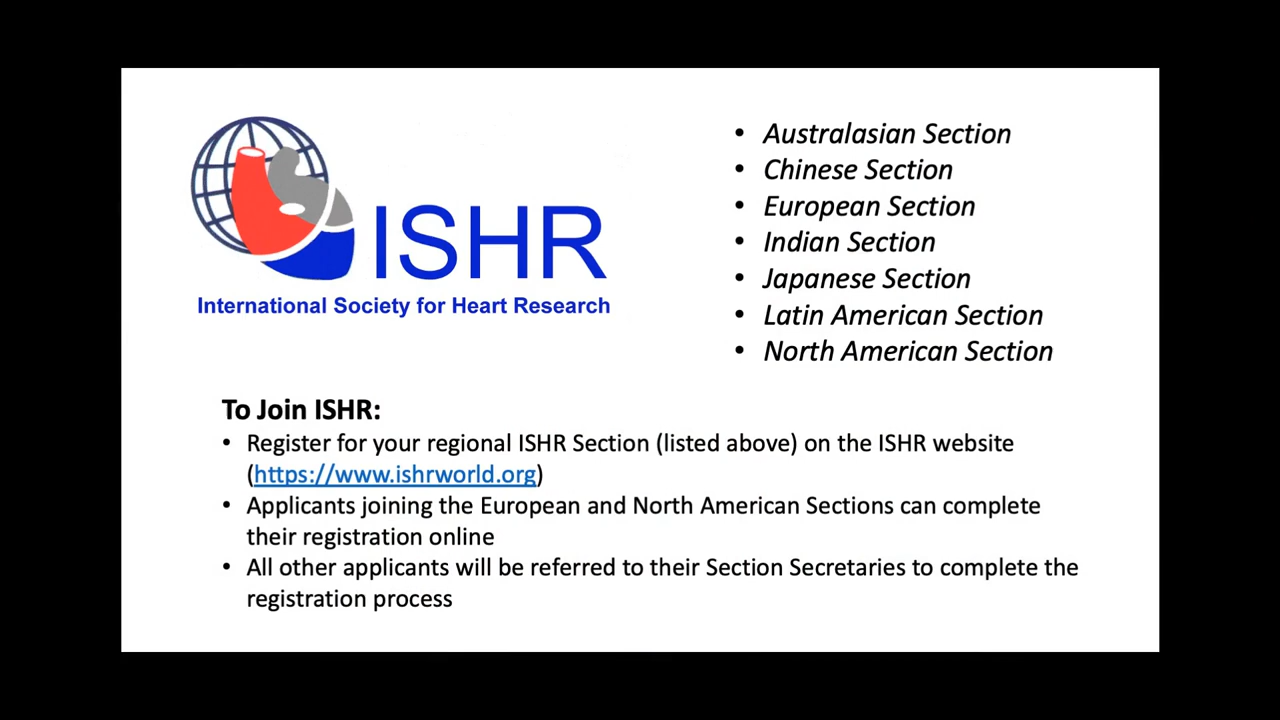 ISHR
International Society for Heart Research
• Australasian Section
• Chinese Section
• European Section
• Indian Section
• Japanese Section
• Latin American Section
• North American Section
To Join ISHR:
• Register for your regional ISHR Section (listed above) on the ISHR website
(https://www.ishrworld.org)
• Applicants joining the European and North American Sections can complete
their registration online
• All other applicants will be referred to their Section Secretaries to complete the
registration process